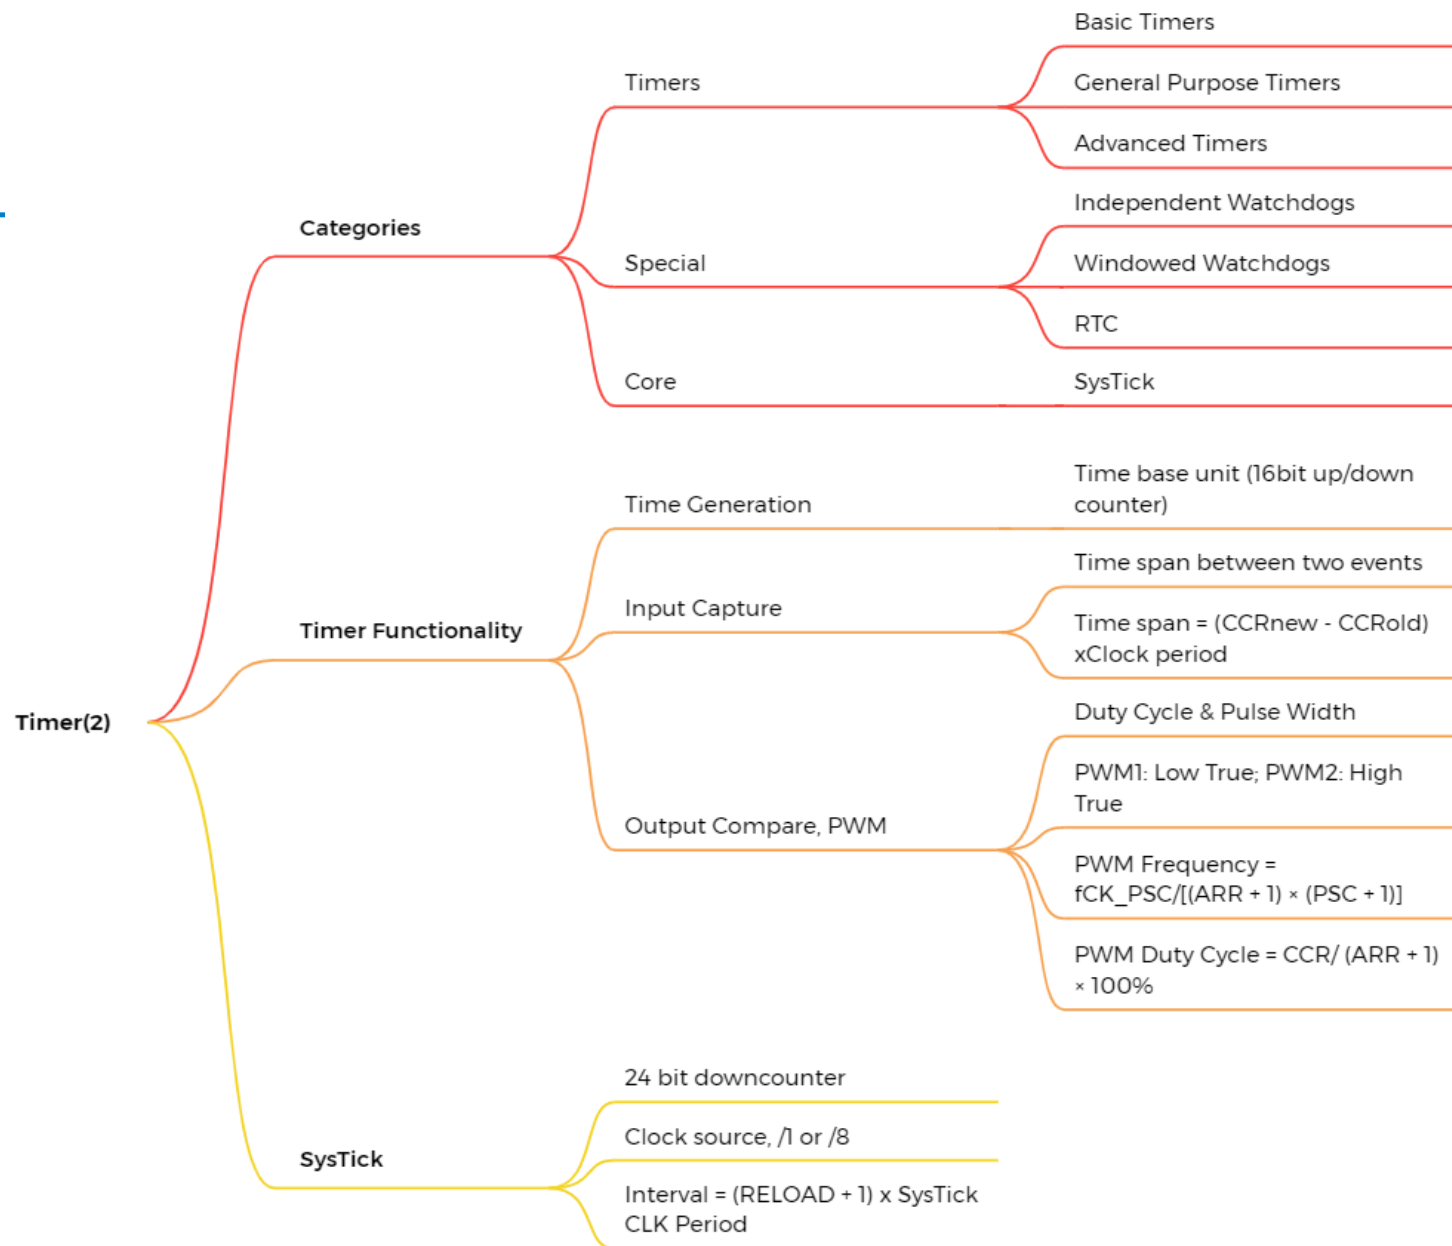 Timer(2)
Categories
Timers
Basic Timers
General Purpose Timers
Advanced Timers
Special
Independent Watchdogs
Windowed Watchdogs
RTC
Core
SysTick
Timer Functionality
Time Generation
Time base unit (16bit up/down
counter)
Input Capture
Time span between two events
Time span = (CCRnew - CCRold)
xClock period
Output Compare, PWM
Duty Cycle & Pulse Width
PWM1: Low True; PWM2: High
True
PWM Frequency =
fCK_PSC/[(ARR + 1) × (PSC + 1)]
PWM Duty Cycle = CCR/ (ARR + 1)
× 100%
SysTick
24 bit downcounter
Clock source, /1 or /8
Interval = (RELOAD + 1) x SysTick
CLK Period